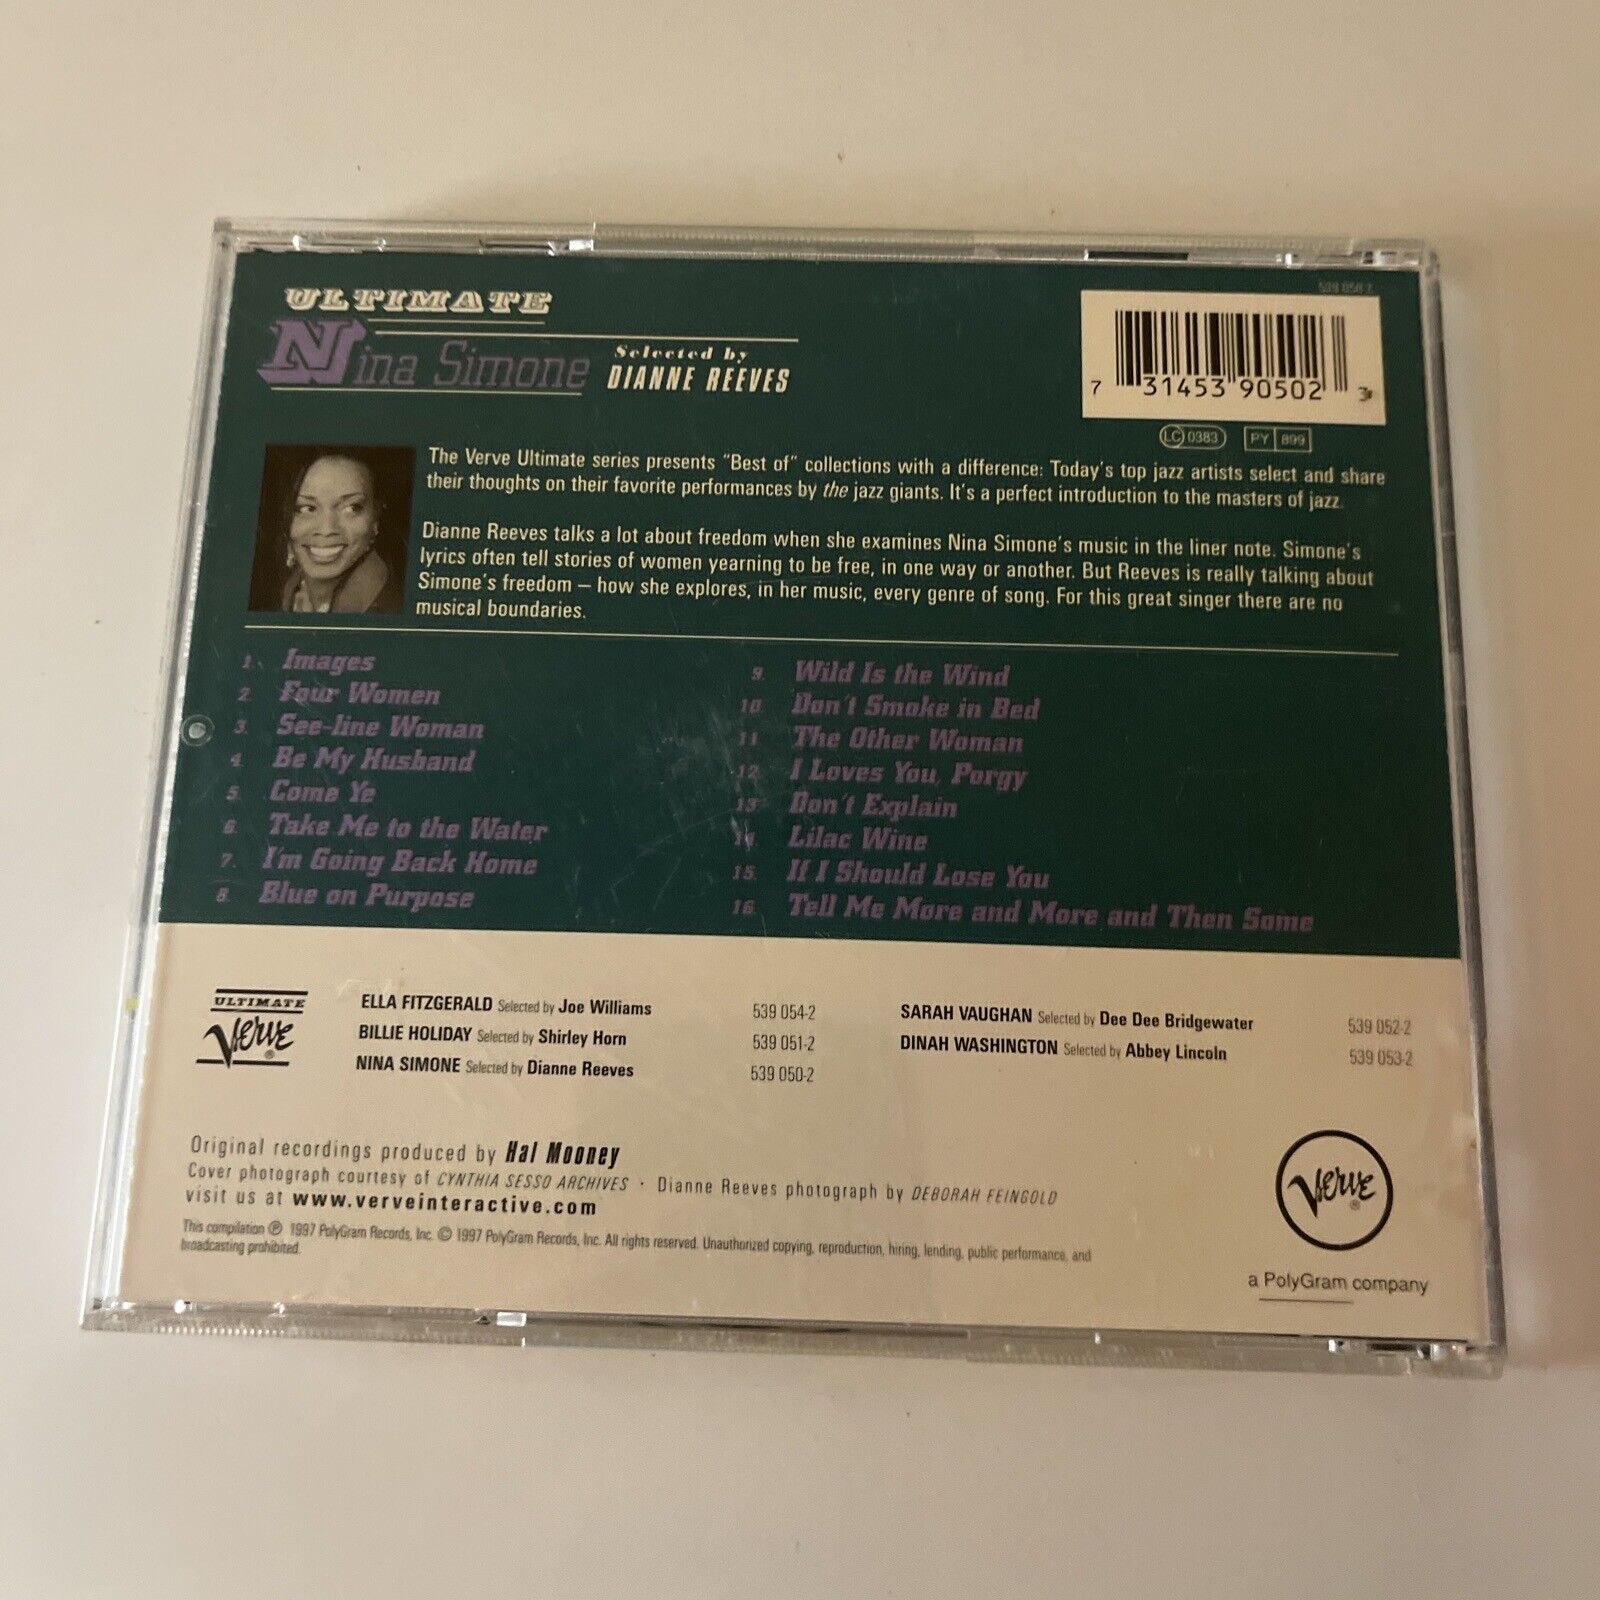 539 050-2
ULTIMATE
Nina Simone
Selected by
DIANNE REEVES
7 31453 90502 3
LC 0383 PY 899
The Verve Ultimate series presents "Best of" collections with a difference: Today's top jazz artists select and share
their thoughts on their favorite performances by the jazz giants. It's a perfect introduction to the masters of jazz.
Dianne Reeves talks a lot about freedom when she examines Nina Simone's music in the liner note. Simone's
lyrics often tell stories of women yearning to be free, in one way or another. But Reeves is really talking about
Simone's freedom – how she explores, in her music, every genre of song. For this great singer there are no
musical boundaries.
1. Images
2. Four Women
3. See-line Woman
4. Be My Husband
5. Come Ye
6. Take Me to the Water
7. I'm Going Back Home
8. Blue on Purpose
9. Wild Is the Wind
10. Don't Smoke in Bed
11. The Other Woman
12. I Loves You, Porgy
13. Don't Explain
14. Lilac Wine
15. If I Should Lose You
16. Tell Me More and More and Then Some
ULTIMATE
Verve®
ELLA FITZGERALD Selected by Joe Williams 539 054-2
BILLIE HOLIDAY Selected by Shirley Horn 539 051-2
NINA SIMONE Selected by Dianne Reeves 539 050-2
SARAH VAUGHAN Selected by Dee Dee Bridgewater 539 052-2
DINAH WASHINGTON Selected by Abbey Lincoln 539 053-2
Original recordings produced by Hal Mooney
Cover photograph courtesy of CYNTHIA SESSO ARCHIVES · Dianne Reeves photograph by DEBORAH FEINGOLD
visit us at www.verveinteractive.com
This compilation ℗ 1997 PolyGram Records, Inc. © 1997 PolyGram Records, Inc. All rights reserved. Unauthorized copying, reproduction, hiring, lending, public performance, and
broadcasting prohibited.
Verve®
a PolyGram company